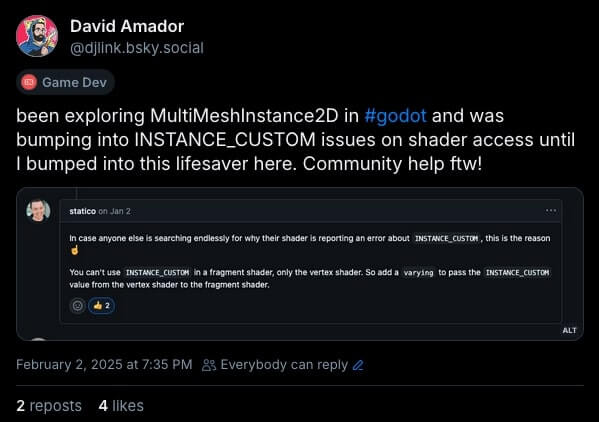 David Amador
@djlink.bsky.social
Game Dev
been exploring MultiMeshInstance2D in #godot and was
bumping into INSTANCE_CUSTOM issues on shader access until
I bumped into this lifesaver here. Community help ftw!
statico on Jan 2
In case anyone else is searching endlessly for why their shader is reporting an error about INSTANCE_CUSTOM, this is the reason
☝️
You can't use INSTANCE_CUSTOM in a fragment shader, only the vertex shader. So add a varying to pass the INSTANCE_CUSTOM
value from the vertex shader to the fragment shader.
👍 2
ALT
February 2, 2025 at 7:35 PM Everybody can reply
2 reposts 4 likes